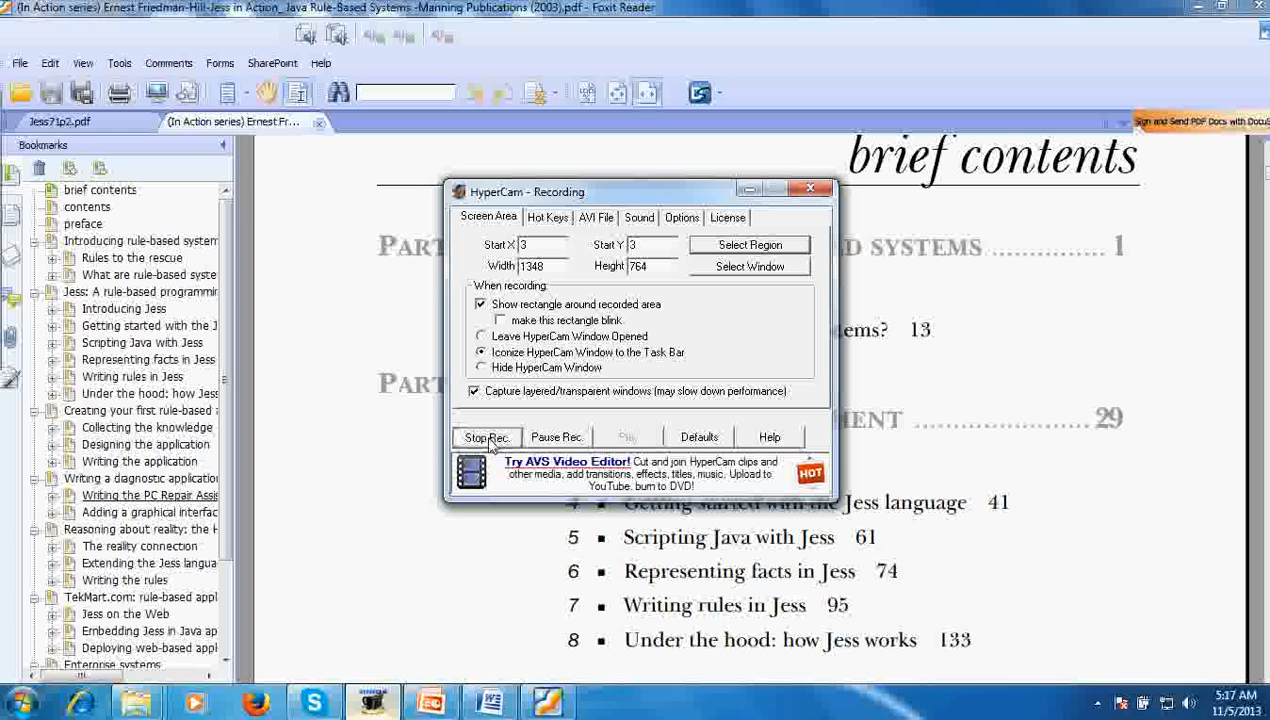 (In Action series) Ernest Friedman-Hill-Jess in Action_ Java Rule-Based Systems -Manning Publications (2003).pdf - Foxit Reader
File Edit View Tools Comments Forms SharePoint Help
Jess71p2.pdf
(In Action series) Ernest Fr...
Sign and Send PDF Docs with DocuS
Bookmarks
brief contents
contents
preface
Introducing rule-based system
Rules to the rescue
What are rule-based syste
Jess: A rule-based programmin
Introducing Jess
Getting started with the J
Scripting Java with Jess
Representing facts in Jess
Writing rules in Jess
Under the hood: how Jess
Creating your first rule-based a
Collecting the knowledge
Designing the application
Writing the application
Writing a diagnostic application
Writing the PC Repair Assis
Adding a graphical interfac
Reasoning about reality: the H
The reality connection
Extending the Jess langua
Writing the rules
TekMart.com: rule-based appl
Jess on the Web
Embedding Jess in Java ap
Deploying web-based appl
Enterprise systems
brief contents
PART
D SYSTEMS ............... 1
ems? 13
PART
MENT ..................... 29
HyperCam - Recording
Screen Area Hot Keys AVI File Sound Options License
Start X 3 Start Y 3 Select Region
Width 1348 Height 764 Select Window
When recording:
Show rectangle around recorded area
make this rectangle blink
Leave HyperCam Window Opened
Iconize HyperCam Window to the Task Bar
Hide HyperCam Window
Capture layered/transparent windows (may slow down performance)
Stop Rec. Pause Rec. Play Defaults Help
Try AVS Video Editor! Cut and join HyperCam clips and
other media, add transitions, effects, titles, music. Upload to
YouTube, burn to DVD!
HOT
4 ■ Getting started with the Jess language 41
5 ■ Scripting Java with Jess 61
6 ■ Representing facts in Jess 74
7 ■ Writing rules in Jess 95
8 ■ Under the hood: how Jess works 133
5:17 AM
11/5/2013